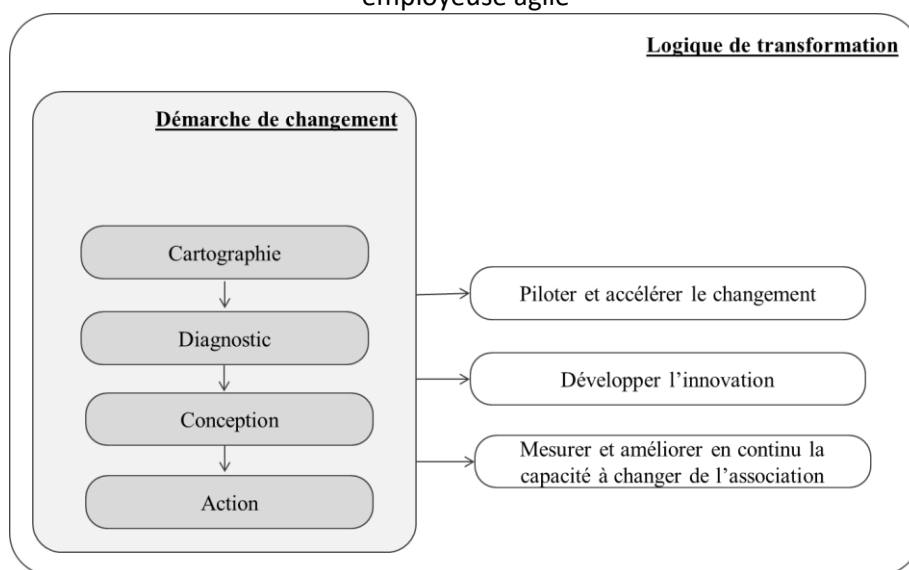 employeuse agile
Logique de transformation
Démarche de changement
Cartographie
Diagnostic
Conception
Action
Piloter et accélérer le changement
Développer l’innovation
Mesurer et améliorer en continu la
capacité à changer de l’association